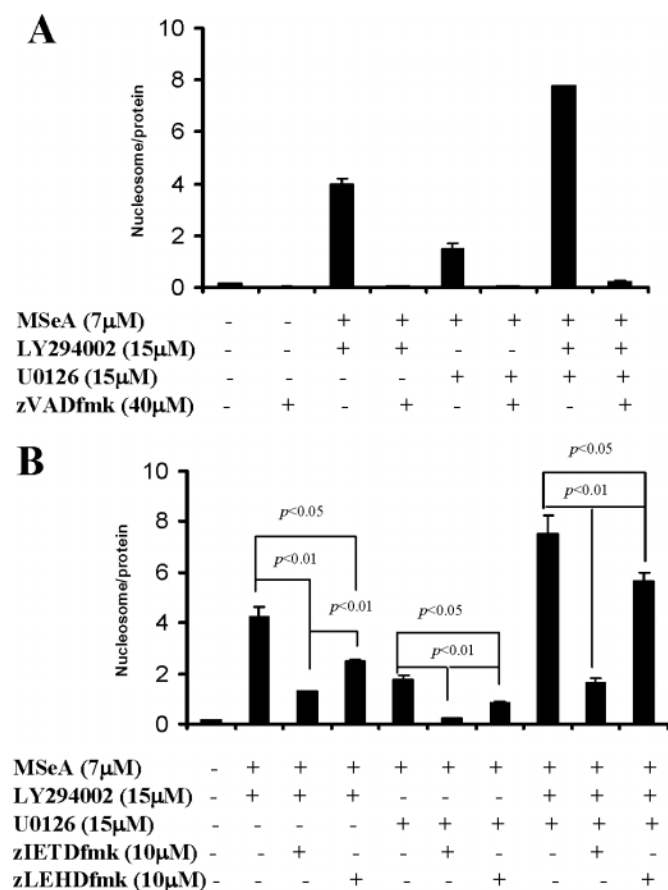 A
Nucleosome/protein
10
8
6
4
2
0
MSeA (7μM) - - + + + + + +
LY294002 (15μM) - - + + - - + +
U0126 (15μM) - - - - + + + +
zVADfmk (40μM) - + - + - + - +
B
Nucleosome/protein
10
8
6
4
2
0
p<0.05
p<0.01
p<0.01
p<0.05
p<0.01
p<0.05
p<0.01
MSeA (7μM) - + + + + + + + + +
LY294002 (15μM) - + + + - - - + + +
U0126 (15μM) - - - - + + + + + +
zIETDfmk (10μM) - - + - - + - - + -
zLEHDfmk (10μM) - - - + - - + - - +